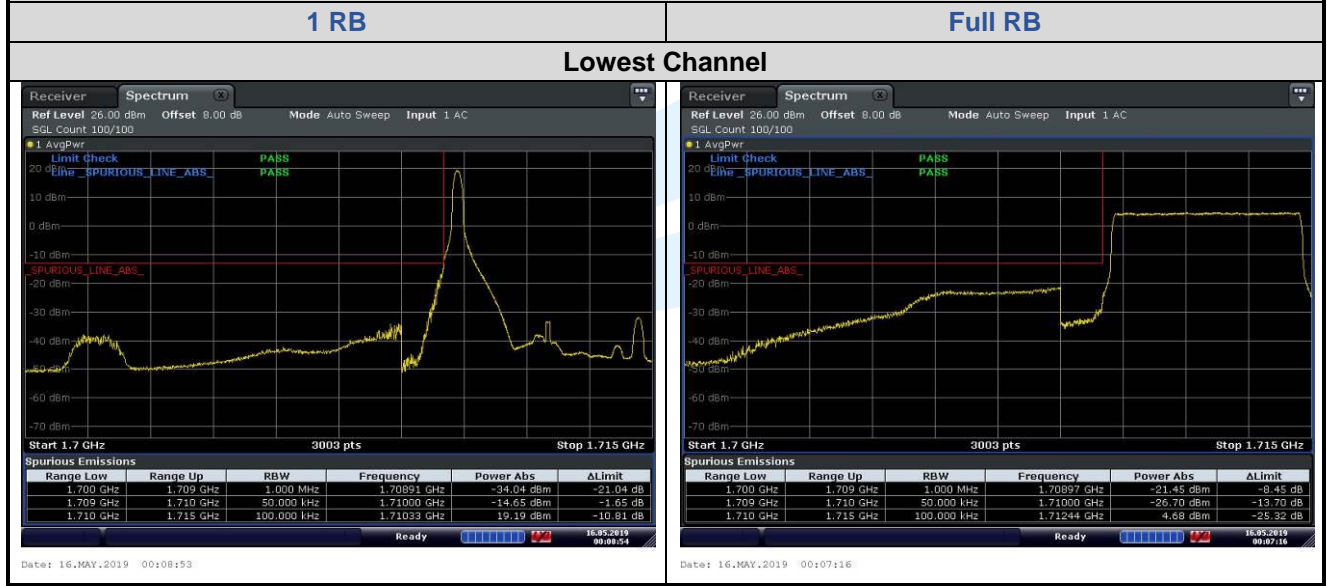 1 RB
Full RB
Lowest Channel
Receiver Spectrum
Ref Level 26.00 dBm Offset 8.00 dB Mode Auto Sweep Input 1 AC
SGL Count 100/100
1 AvgPwr
Limit Check PASS
20 dBm
Line _SPURIOUS_LINE_ABS_ PASS
10 dBm
0 dBm
-10 dBm
_SPURIOUS_LINE_ABS_
-20 dBm
-30 dBm
-40 dBm
-50 dBm
-60 dBm
-70 dBm
Start 1.7 GHz 3003 pts Stop 1.715 GHz
Spurious Emissions
Range Low Range Up RBW Frequency Power Abs ΔLimit
1.700 GHz 1.709 GHz 1.000 MHz 1.70891 GHz -34.04 dBm -21.04 dB
1.709 GHz 1.710 GHz 50.000 kHz 1.71000 GHz -14.65 dBm -1.65 dB
1.710 GHz 1.715 GHz 100.000 kHz 1.71033 GHz 19.19 dBm -10.81 dB
Ready 16.05.2019
00:08:54
Date: 16.MAY.2019 00:08:53
Receiver Spectrum
Ref Level 26.00 dBm Offset 8.00 dB Mode Auto Sweep Input 1 AC
SGL Count 100/100
1 AvgPwr
Limit Check PASS
20 dBm
Line _SPURIOUS_LINE_ABS_ PASS
10 dBm
0 dBm
-10 dBm
_SPURIOUS_LINE_ABS_
-20 dBm
-30 dBm
-40 dBm
-50 dBm
-60 dBm
-70 dBm
Start 1.7 GHz 3003 pts Stop 1.715 GHz
Spurious Emissions
Range Low Range Up RBW Frequency Power Abs ΔLimit
1.700 GHz 1.709 GHz 1.000 MHz 1.70897 GHz -21.45 dBm -8.45 dB
1.709 GHz 1.710 GHz 50.000 kHz 1.71000 GHz -26.70 dBm -13.70 dB
1.710 GHz 1.715 GHz 100.000 kHz 1.71244 GHz 4.68 dBm -25.32 dB
Ready 16.05.2019
00:07:16
Date: 16.MAY.2019 00:07:16